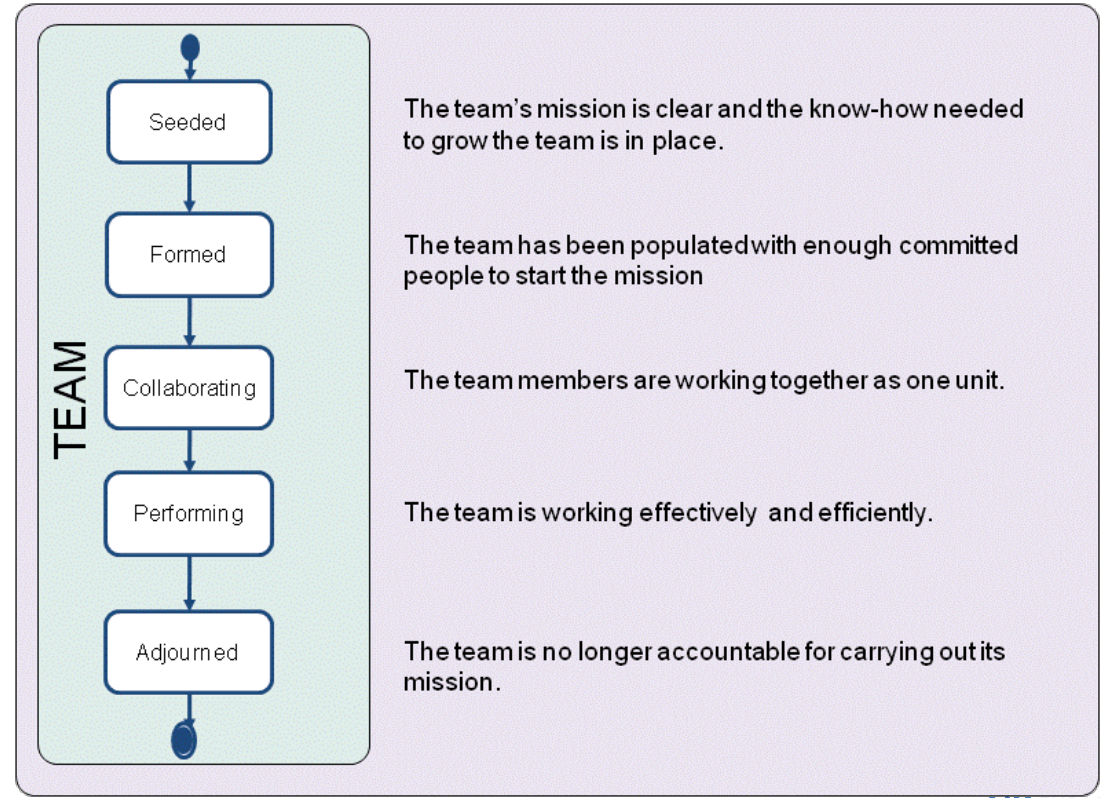 Seeded
The team's mission is clear and the know-how needed
to grow the team is in place.
Formed
The team has been populated with enough committed
people to start the mission
TEAM
Collaborating
The team members are working together as one unit.
Performing
The team is working effectively and efficiently.
Adjourned
The team is no longer accountable for carrying out its
mission.